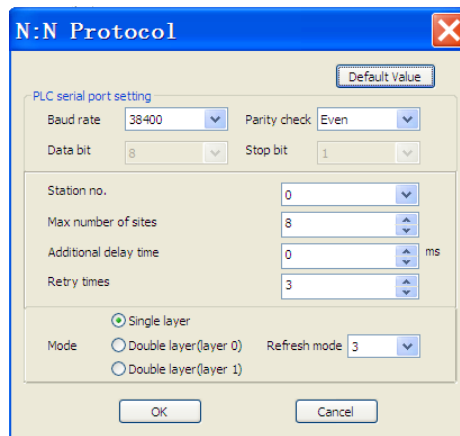 N:N Protocol
Default Value
PLC serial port setting
Baud rate 38400 Parity check Even
Data bit 8 Stop bit 1
Station no. 0
Max number of sites 8
Additional delay time 0 ms
Retry times 3
Single layer
Mode Double layer(layer 0) Refresh mode 3
Double layer(layer 1)
OK Cancel